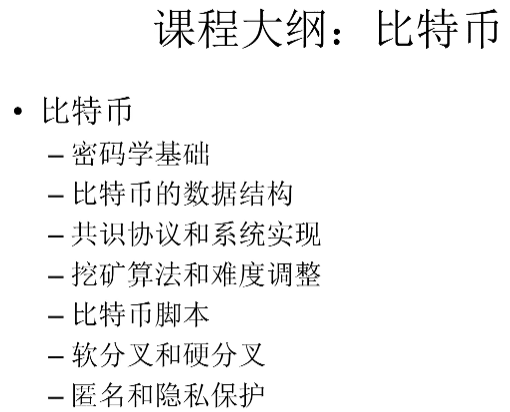 课程大纲：比特币
• 比特币
– 密码学基础
– 比特币的数据结构
– 共识协议和系统实现
– 挖矿算法和难度调整
– 比特币脚本
– 软分叉和硬分叉
– 匿名和隐私保护